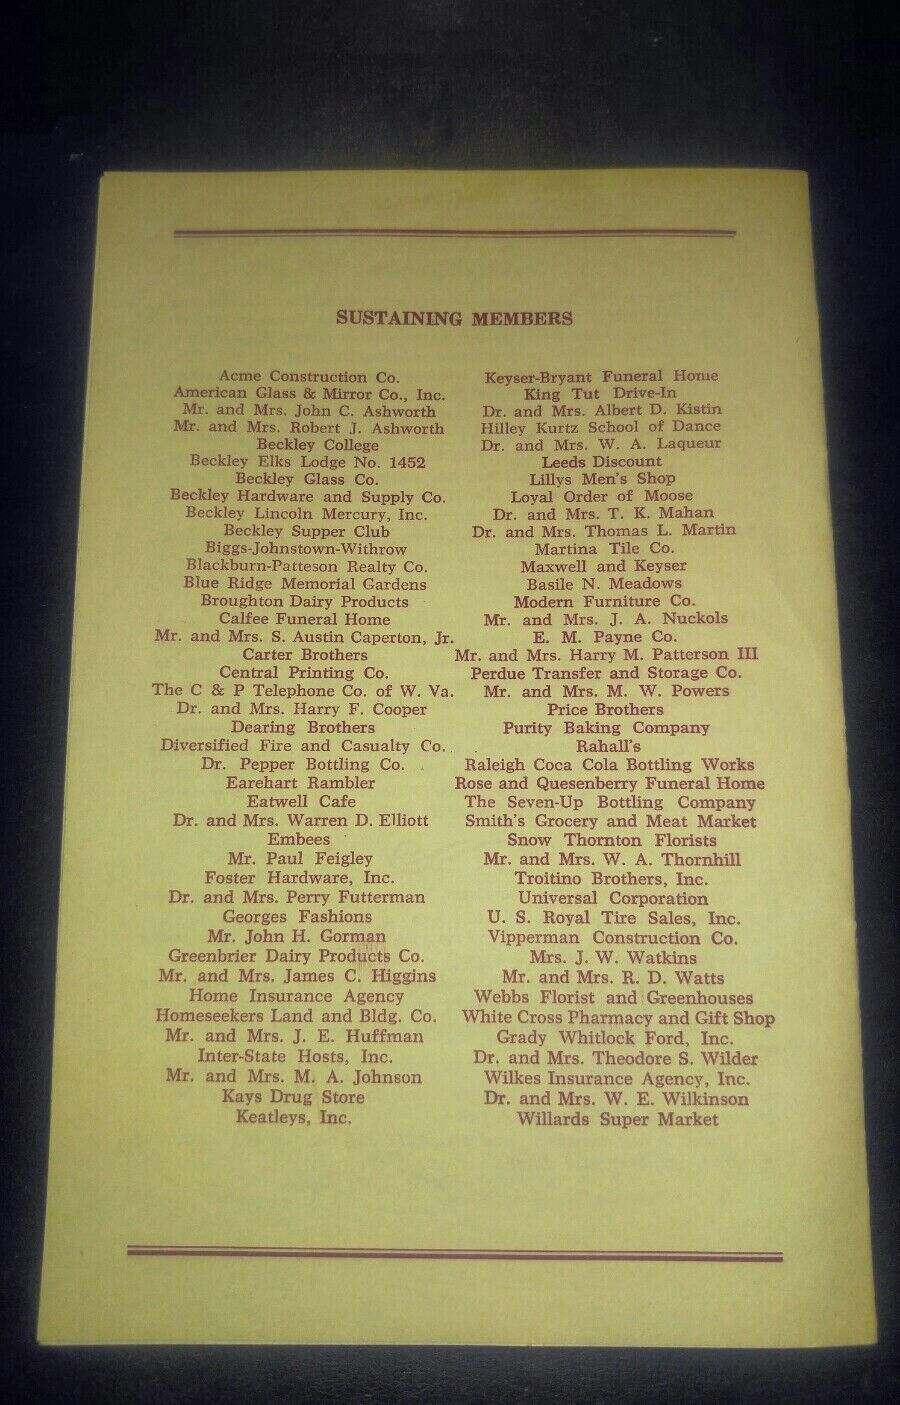 SUSTAINING MEMBERS
Acme Construction Co.
American Glass & Mirror Co., Inc.
Mr. and Mrs. John C. Ashworth
Mr. and Mrs. Robert J. Ashworth
Beckley College
Beckley Elks Lodge No. 1452
Beckley Glass Co.
Beckley Hardware and Supply Co.
Beckley Lincoln Mercury, Inc.
Beckley Supper Club
Biggs-Johnstown-Withrow
Blackburn-Patteson Realty Co.
Blue Ridge Memorial Gardens
Broughton Dairy Products
Calfee Funeral Home
Mr. and Mrs. S. Austin Caperton, Jr.
Carter Brothers
Central Printing Co.
The C & P Telephone Co. of W. Va.
Dr. and Mrs. Harry F. Cooper
Dearing Brothers
Diversified Fire and Casualty Co.
Dr. Pepper Bottling Co.
Earehart Rambler
Eatwell Cafe
Dr. and Mrs. Warren D. Elliott
Embees
Mr. Paul Feigley
Foster Hardware, Inc.
Dr. and Mrs. Perry Futterman
Georges Fashions
Mr. John H. Gorman
Greenbrier Dairy Products Co.
Mr. and Mrs. James C. Higgins
Home Insurance Agency
Homeseekers Land and Bldg. Co.
Mr. and Mrs. J. E. Huffman
Inter-State Hosts, Inc.
Mr. and Mrs. M. A. Johnson
Kays Drug Store
Keatleys, Inc.
Keyser-Bryant Funeral Home
King Tut Drive-In
Dr. and Mrs. Albert D. Kistin
Hilley Kurtz School of Dance
Dr. and Mrs. W. A. Laqueur
Leeds Discount
Lillys Men's Shop
Loyal Order of Moose
Dr. and Mrs. T. K. Mahan
Dr. and Mrs. Thomas L. Martin
Martina Tile Co.
Maxwell and Keyser
Basile N. Meadows
Modern Furniture Co.
Mr. and Mrs. J. A. Nuckols
E. M. Payne Co.
Mr. and Mrs. Harry M. Patterson III
Perdue Transfer and Storage Co.
Mr. and Mrs. M. W. Powers
Price Brothers
Purity Baking Company
Rahall's
Raleigh Coca Cola Bottling Works
Rose and Quesenberry Funeral Home
The Seven-Up Bottling Company
Smith's Grocery and Meat Market
Snow Thornton Florists
Mr. and Mrs. W. A. Thornhill
Troitino Brothers, Inc.
Universal Corporation
U. S. Royal Tire Sales, Inc.
Vipperman Construction Co.
Mrs. J. W. Watkins
Mr. and Mrs. R. D. Watts
Webbs Florist and Greenhouses
White Cross Pharmacy and Gift Shop
Grady Whitlock Ford, Inc.
Dr. and Mrs. Theodore S. Wilder
Wilkes Insurance Agency, Inc.
Dr. and Mrs. W. E. Wilkinson
Willards Super Market